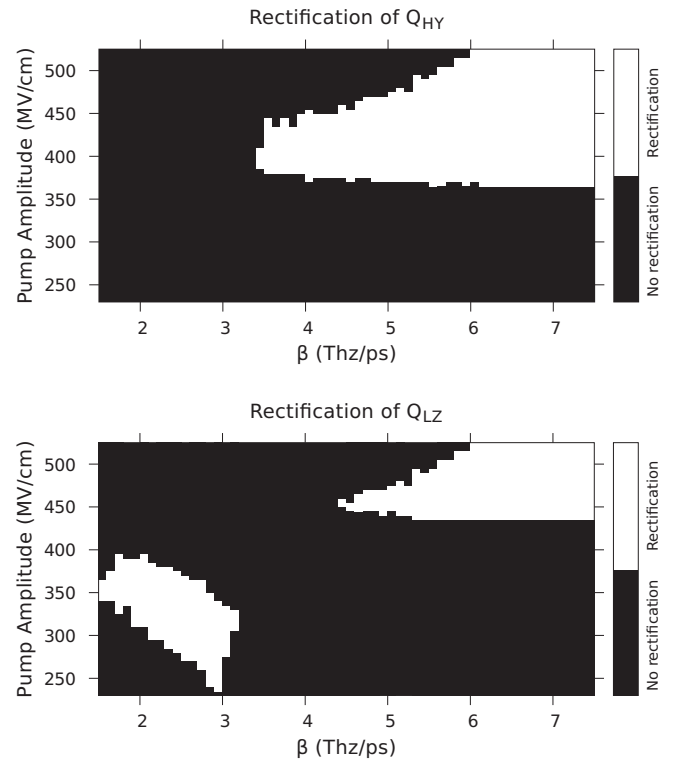 Rectification of Q_HY
Pump Amplitude (MV/cm)
500
450
400
350
300
250
2 3 4 5 6 7
β (Thz/ps)
Rectification
No rectification
Rectification of Q_LZ
Pump Amplitude (MV/cm)
500
450
400
350
300
250
2 3 4 5 6 7
β (Thz/ps)
Rectification
No rectification